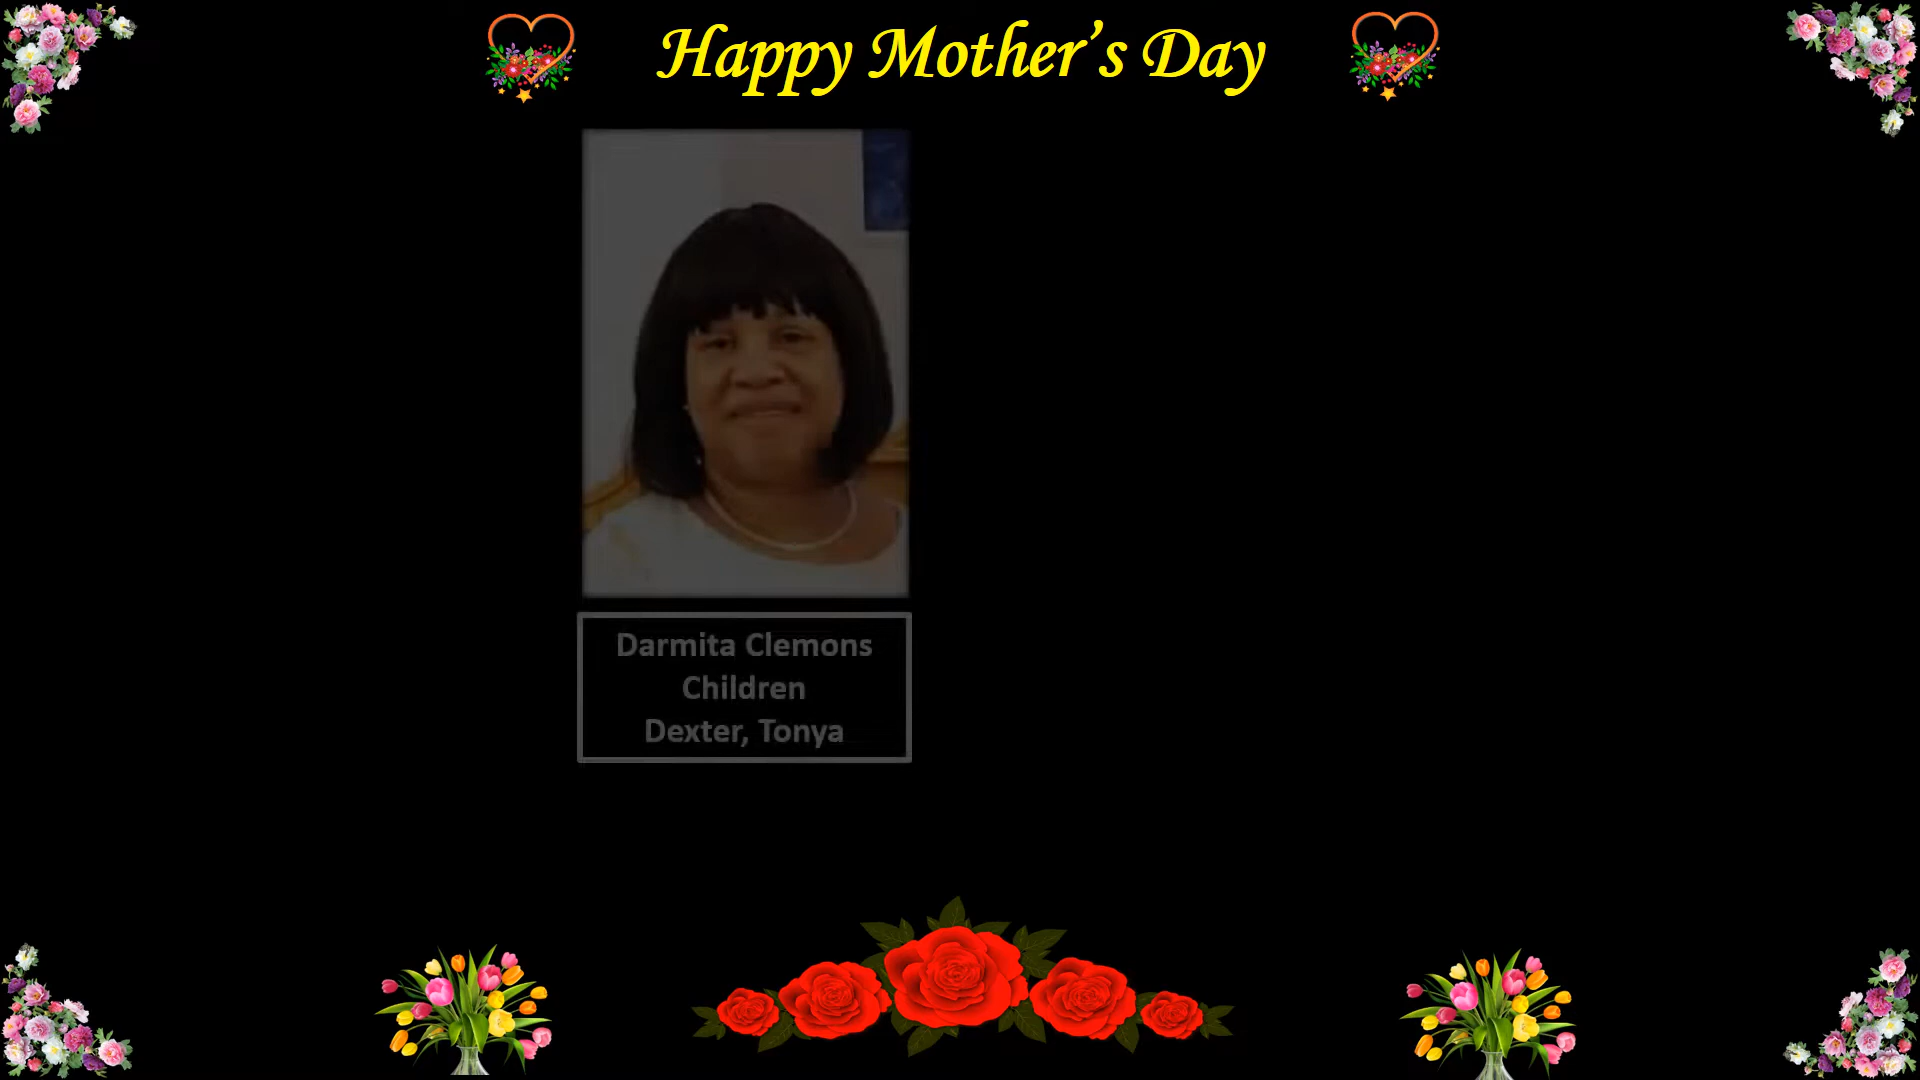 Happy Mother’s Day
Darmita Clemons
Children
Dexter, Tonya